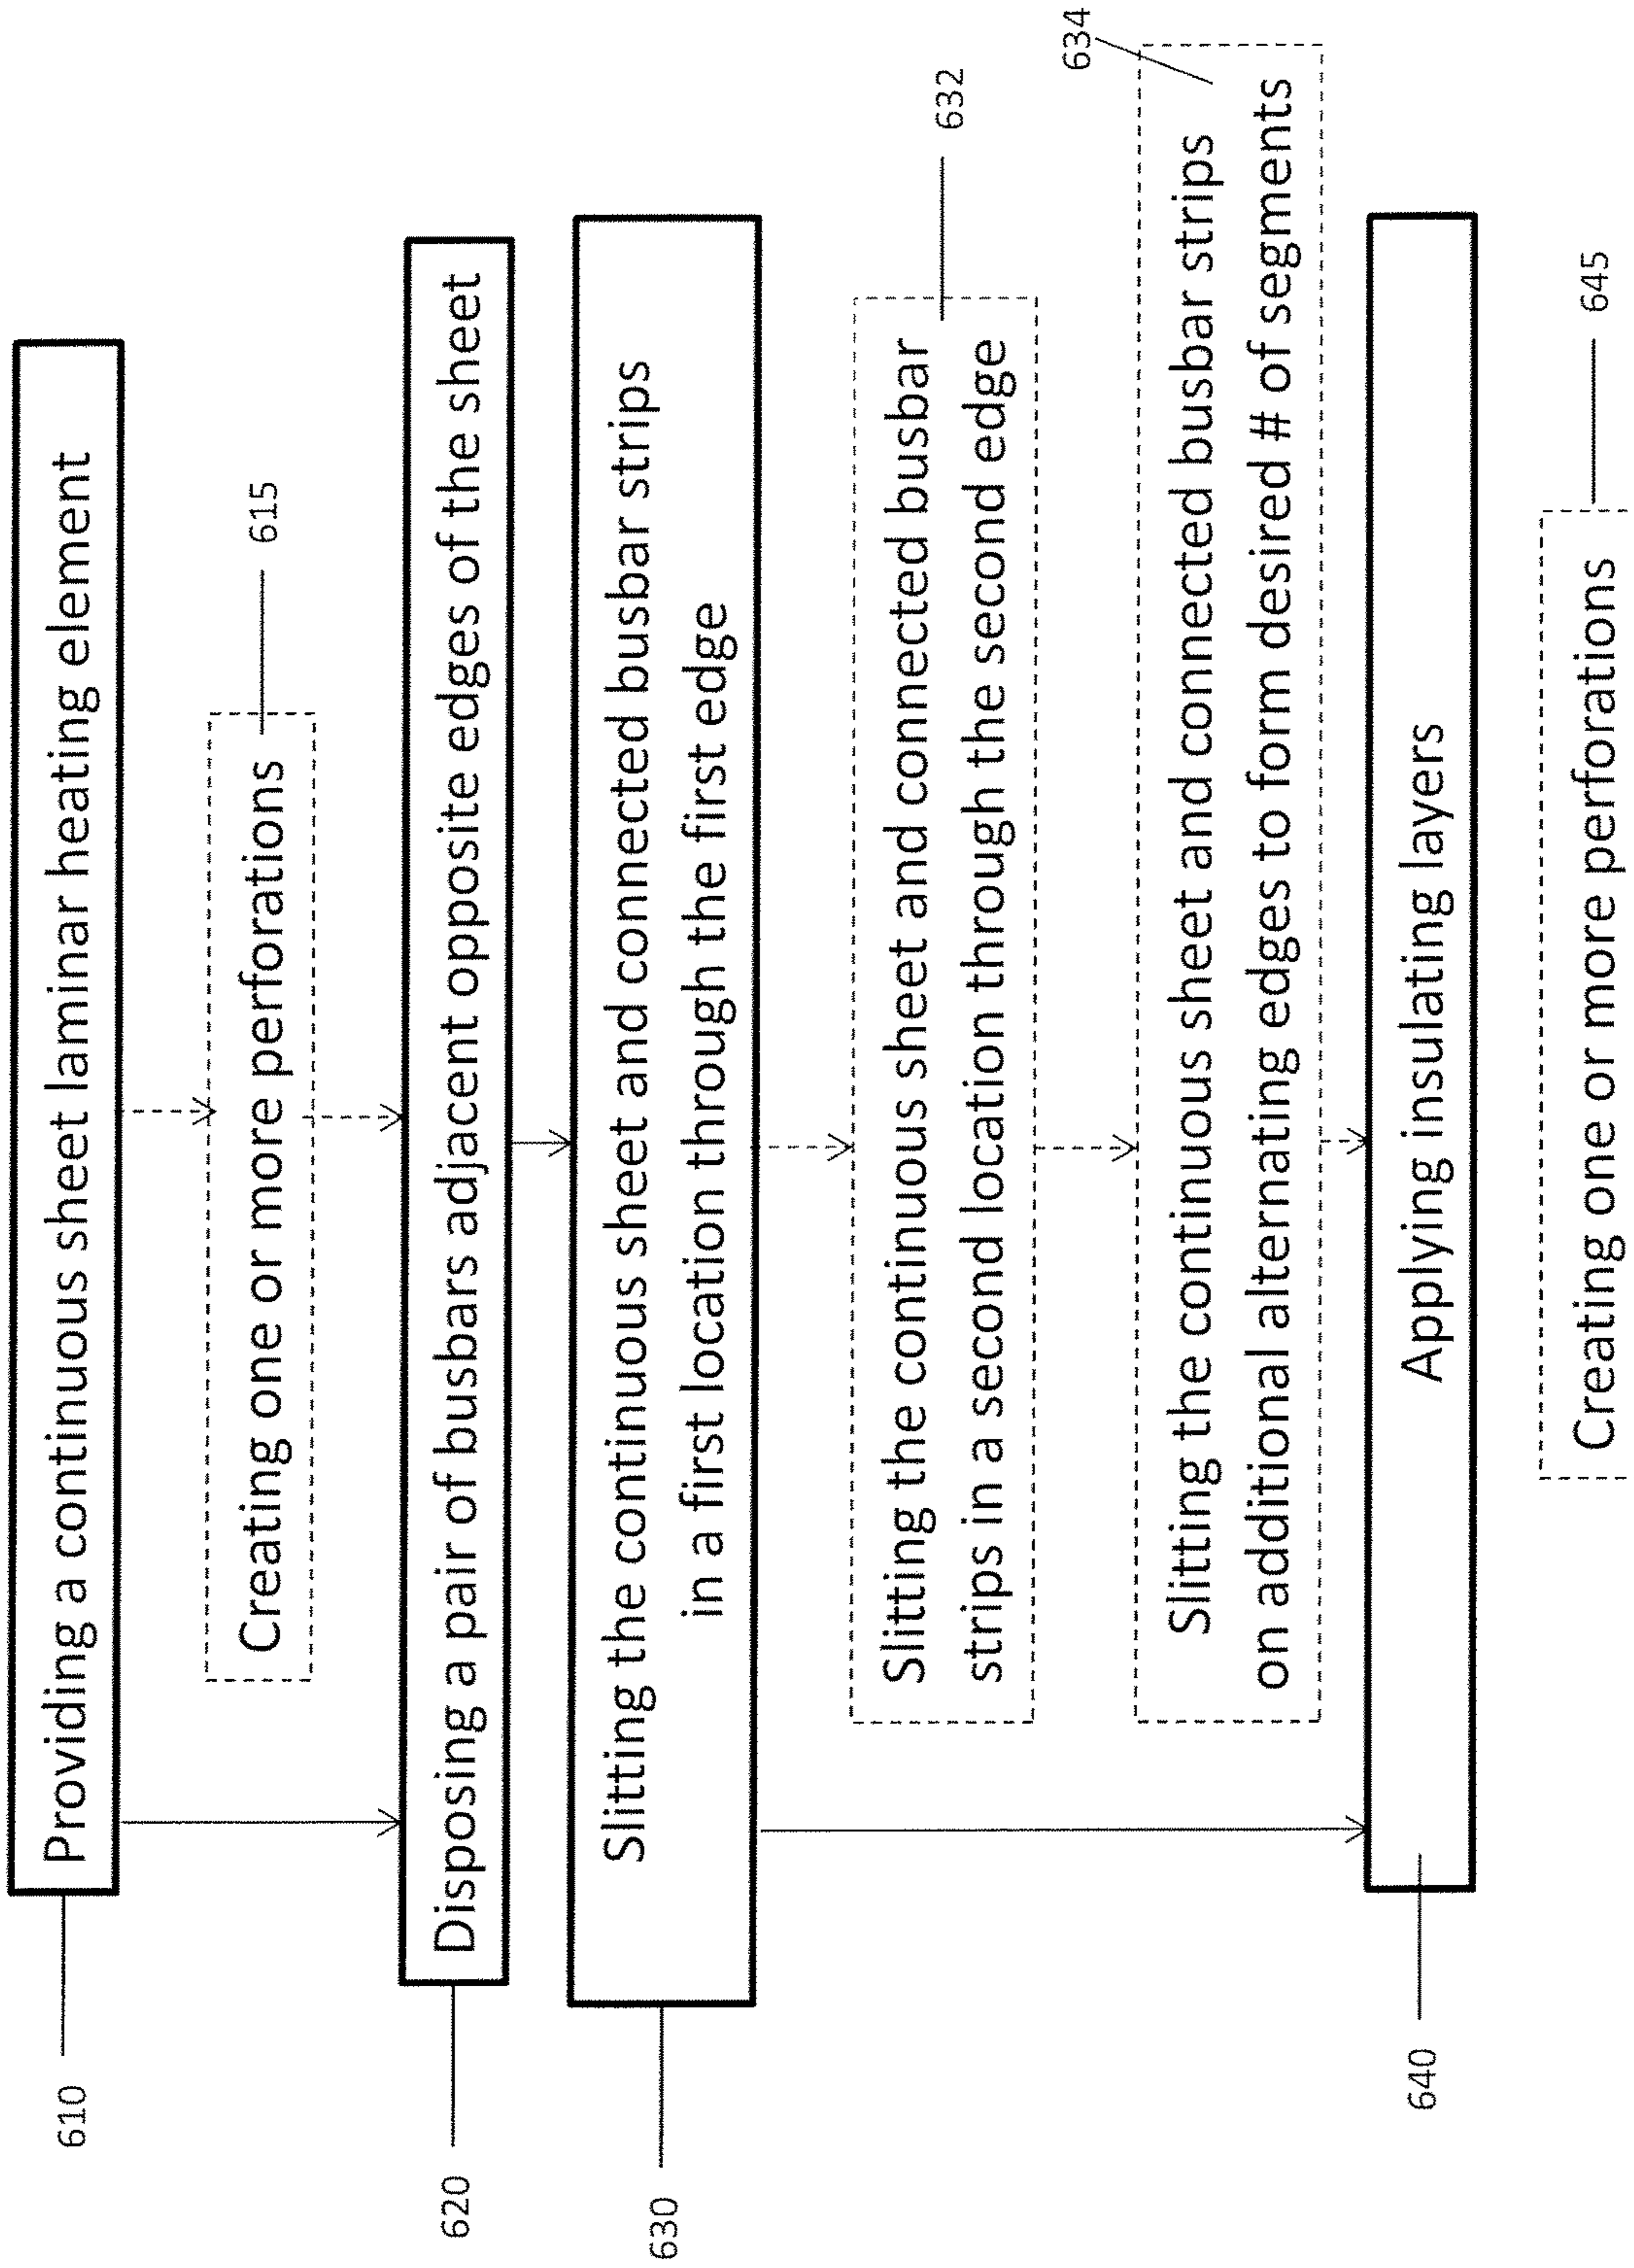 610
Providing a continuous sheet laminar heating element
Creating one or more perforations
615
620
Disposing a pair of busbars adjacent opposite edges of the sheet
630
Slitting the continuous sheet and connected busbar strips
in a first location through the first edge
Slitting the continuous sheet and connected busbar
strips in a second location through the second edge
632
634
Slitting the continuous sheet and connected busbar strips
on additional alternating edges to form desired # of segments
640
Applying insulating layers
Creating one or more perforations
645